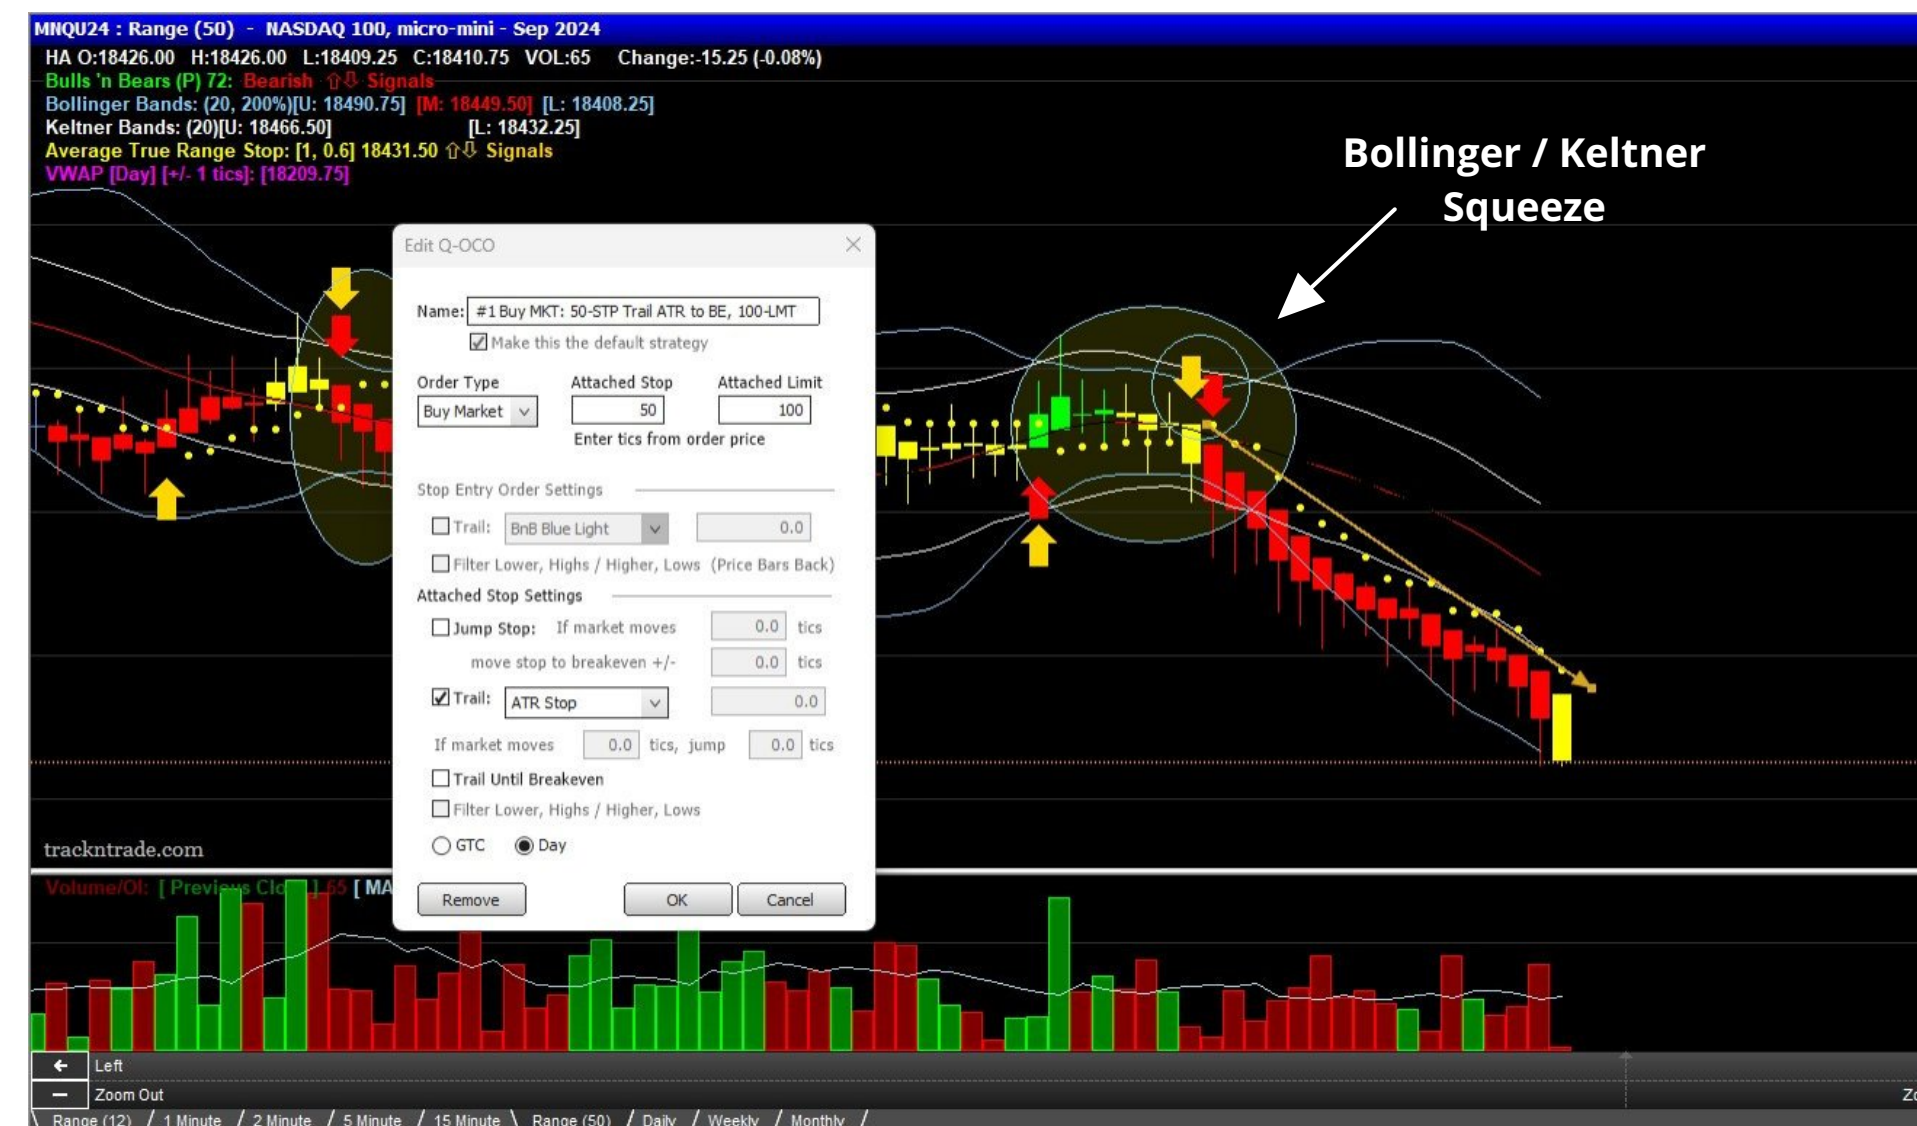 MNQU24 : Range (50) - NASDAQ 100, micro-mini - Sep 2024
HA O:18426.00 H:18426.00 L:18409.25 C:18410.75 VOL:65 Change:-15.25 (-0.08%)
Bulls 'n Bears (P) 72: Bearish ⇧⇩ Signals
Bollinger Bands: (20, 200%)[U: 18490.75] [M: 18449.50] [L: 18408.25]
Keltner Bands: (20)[U: 18466.50] [L: 18432.25]
Average True Range Stop: [1, 0.6] 18431.50 ⇧⇩ Signals
VWAP [Day] [+/- 1 tics]: [18209.75]
Bollinger / Keltner
Squeeze
Edit Q-OCO
Name: #1 Buy MKT: 50-STP Trail ATR to BE, 100-LMT
Make this the default strategy
Order Type Attached Stop Attached Limit
Buy Market 50 100
Enter tics from order price
Stop Entry Order Settings
Trail: BnB Blue Light 0.0
Filter Lower, Highs / Higher, Lows (Price Bars Back)
Attached Stop Settings
Jump Stop: If market moves 0.0 tics
move stop to breakeven +/- 0.0 tics
Trail: ATR Stop 0.0
If market moves 0.0 tics, jump 0.0 tics
Trail Until Breakeven
Filter Lower, Highs / Higher, Lows
GTC Day
Remove OK Cancel
trackntrade.com
Volume/OI: [ Previous Clo ] 65 [ MA
Left
Zoom Out Zo
Range (12) / 1 Minute / 2 Minute / 5 Minute / 15 Minute \ Range (50) / Daily / Weekly / Monthly /